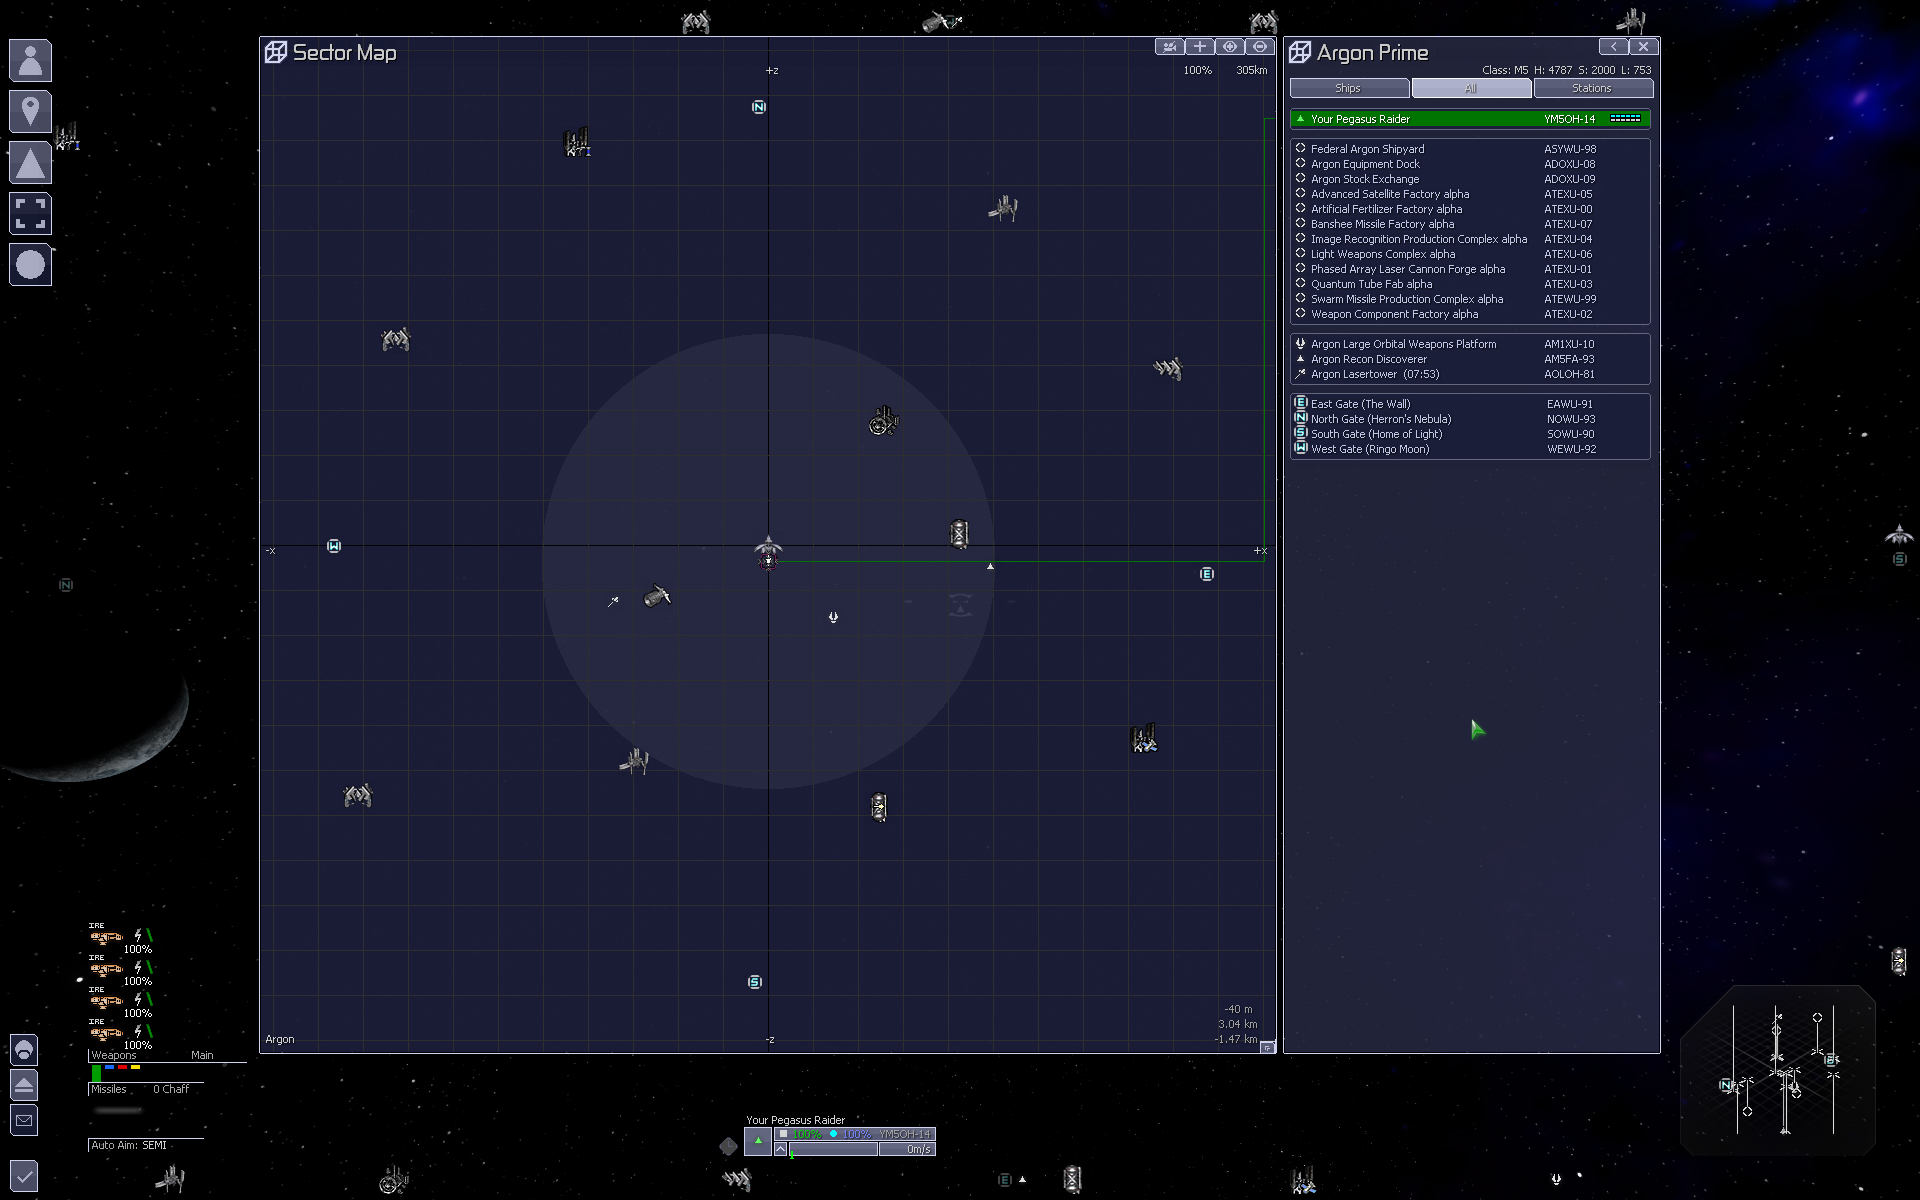 Sector Map
100% 305km
+z
N
-x
W
+x
E
S
-40 m
3.04 km
-1.47 km
Argon
-z
Argon Prime
Class: M5 H: 4787 S: 2000 L: 753
Ships All Stations
Your Pegasus Raider YM5OH-14
Federal Argon Shipyard ASYWU-98
Argon Equipment Dock ADOXU-08
Argon Stock Exchange ADOXU-09
Advanced Satellite Factory alpha ATEXU-05
Artificial Fertilizer Factory alpha ATEXU-00
Banshee Missile Factory alpha ATEXU-07
Image Recognition Production Complex alpha ATEXU-04
Light Weapons Complex alpha ATEXU-06
Phased Array Laser Cannon Forge alpha ATEXU-01
Quantum Tube Fab alpha ATEXU-03
Swarm Missile Production Complex alpha ATEWU-99
Weapon Component Factory alpha ATEXU-02
Argon Large Orbital Weapons Platform AM1XU-10
Argon Recon Discoverer AM5FA-93
Argon Lasertower (07:53) AOLOH-81
E East Gate (The Wall) EAWU-91
N North Gate (Herron's Nebula) NOWU-93
S South Gate (Home of Light) SOWU-90
W West Gate (Ringo Moon) WEWU-92
N
S
IRE
100%
IRE
100%
IRE
100%
IRE
100%
Weapons Main
Missiles 0 Chaff
Auto Aim: SEMI
Your Pegasus Raider
100% 100% YM5OH-14
0m/s
E
N